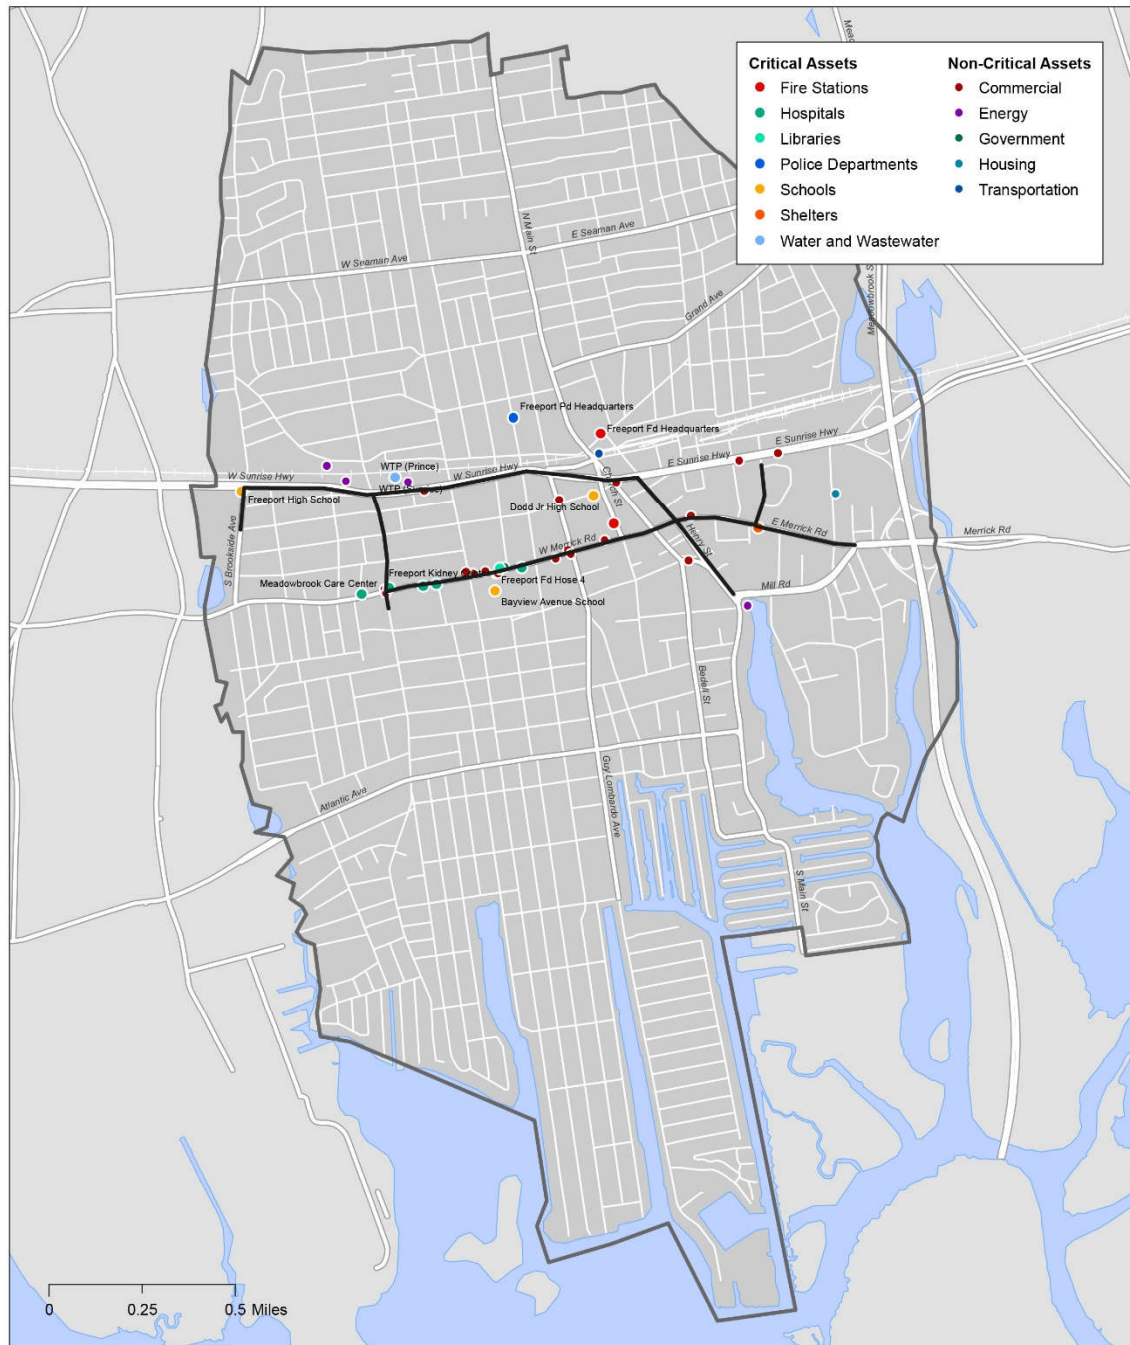 Critical Assets
Fire Stations
Hospitals
Libraries
Police Departments
Schools
Shelters
Water and Wastewater
Non-Critical Assets
Commercial
Energy
Government
Housing
Transportation
N Main St
E Seaman Ave
W Seaman Ave
Grand Ave
Freeport Pd Headquarters
Freeport Fd Headquarters
E Sunrise Hwy
E Sunrise Hwy
W Sunrise Hwy
W Sunrise Hwy
WTP (Prince)
WTP
Freeport High School
Church St
Dodd Jr High School
S Brookside Ave
W Merrick Rd
Henry St
E Merrick Rd
Merrick Rd
Freeport Kidney
Meadowbrook Care Center
Freeport Fd Hose 4
Bayview Avenue School
Mill Rd
Bedell St
Guy Lombardo Ave
Atlantic Ave
S Main St
0 0.25 0.5 Miles